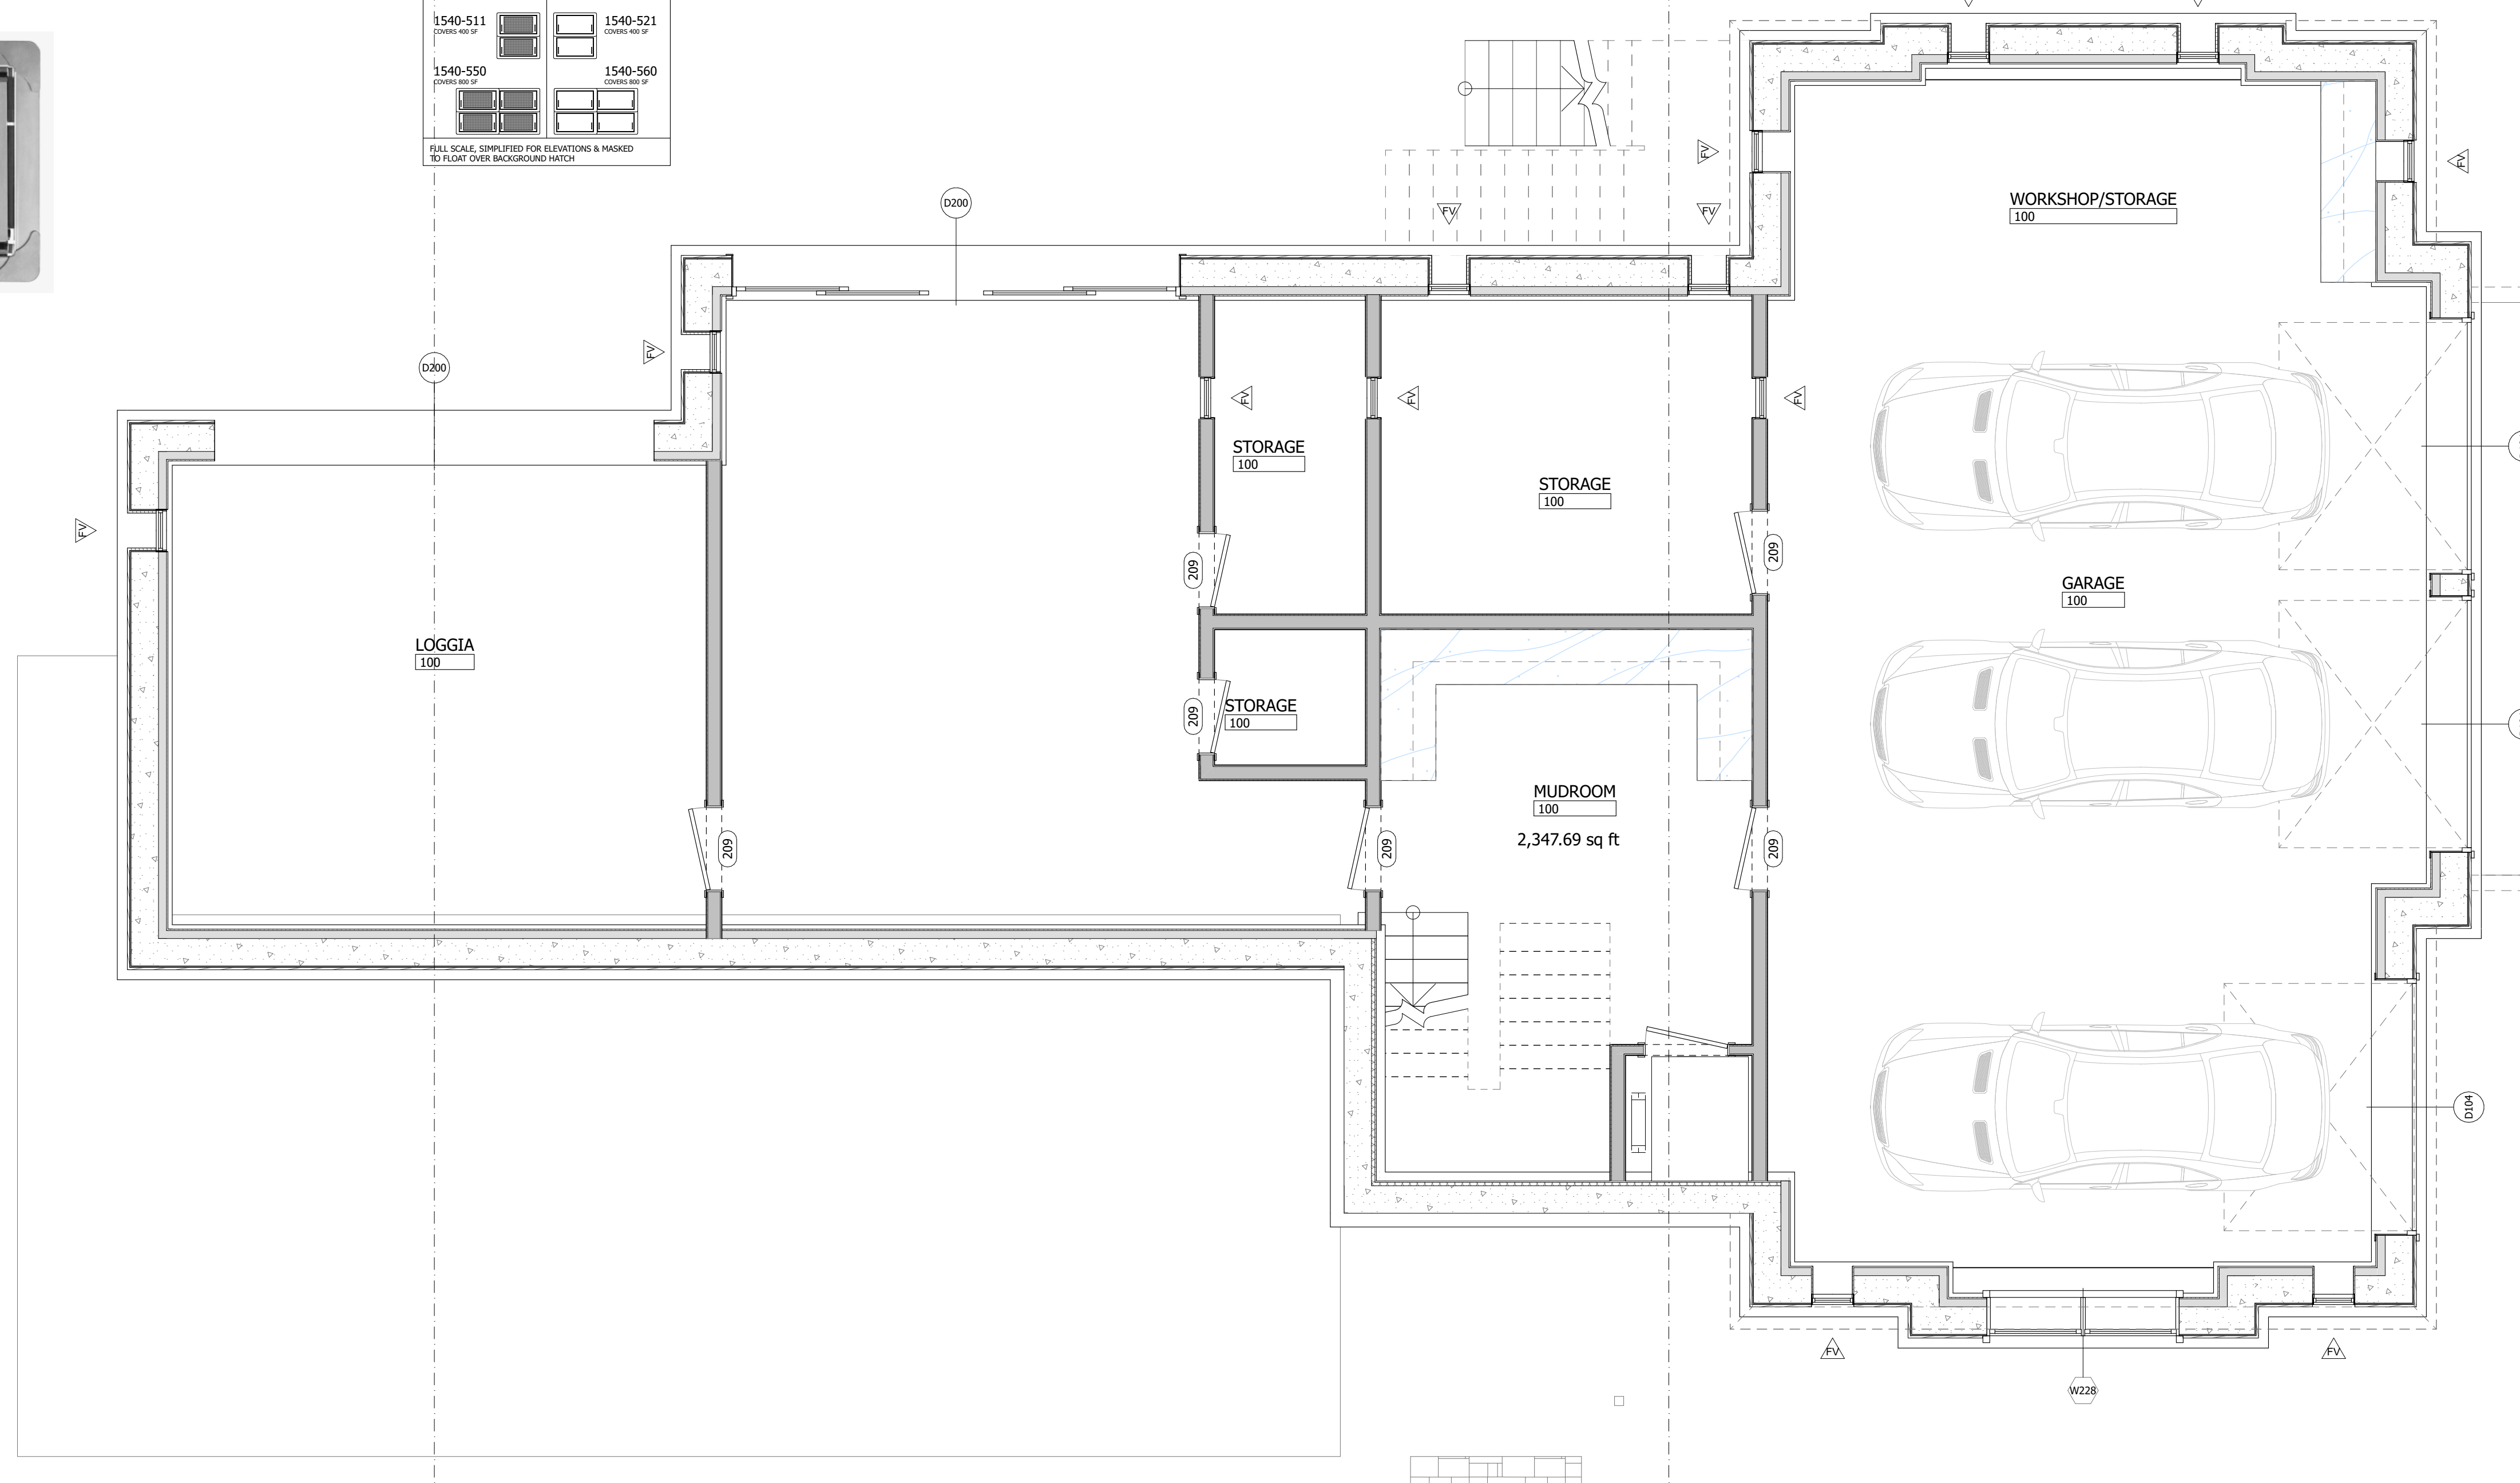 1540-511
COVERS 400 SF
1540-521
COVERS 400 SF
1540-550
COVERS 800 SF
1540-560
COVERS 800 SF
FULL SCALE, SIMPLIFIED FOR ELEVATIONS & MASKED
TO FLOAT OVER BACKGROUND HATCH
FV
FV
WORKSHOP/STORAGE
100
D200
FV
FV
FV
D200
FV
FV
FV
STORAGE
100
STORAGE
100
FV
209
209
GARAGE
100
LOGGIA
100
STORAGE
100
209
MUDROOM
100
2,347.69 sq ft
209
209
209
D104
FV
FV
W228